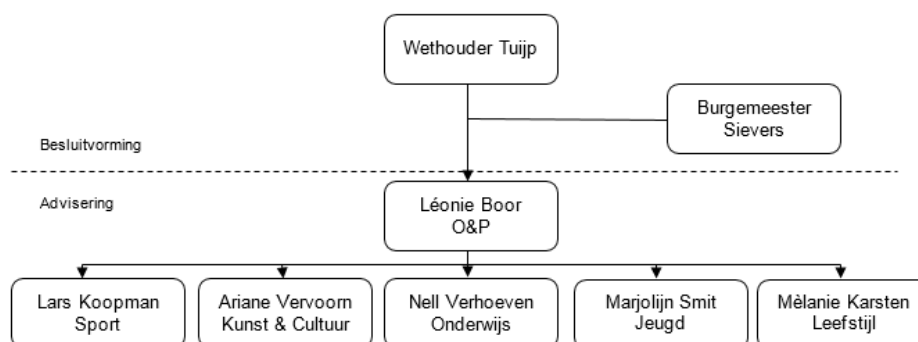 Wethouder Tuijp
Burgemeester
Sievers
Besluitvorming
Advisering
Léonie Boor
O&P
Lars Koopman
Sport
Ariane Vervoorn
Kunst & Cultuur
Nell Verhoeven
Onderwijs
Marjolijn Smit
Jeugd
Mèlanie Karsten
Leefstijl